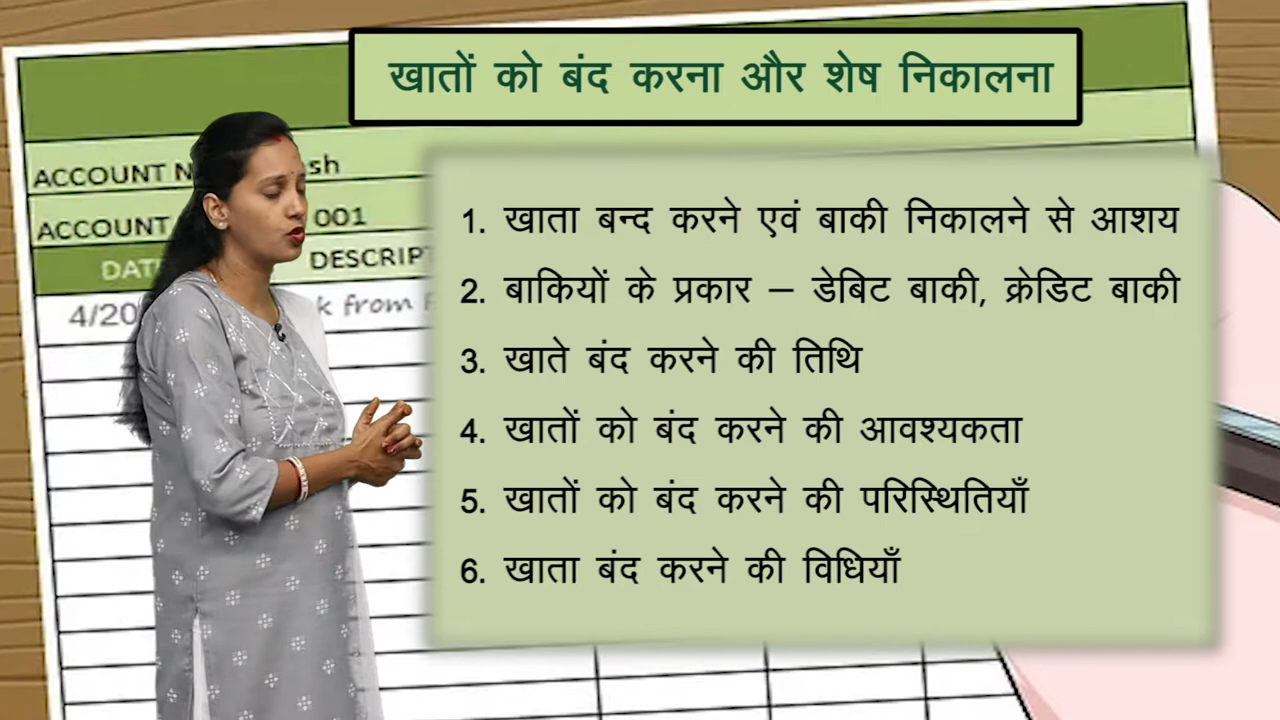 खातों को बंद करना और शेष निकालना
ACCOUNT
sh
ACCOUNT
001
DESCRIPT
4/20
k from
1. खाता बन्द करने एवं बाकी निकालने से आशय
2. बाकियों के प्रकार – डेबिट बाकी, क्रेडिट बाकी
3. खाते बंद करने की तिथि
4. खातों को बंद करने की आवश्यकता
5. खातों को बंद करने की परिस्थितियाँ
6. खाता बंद करने की विधियाँ